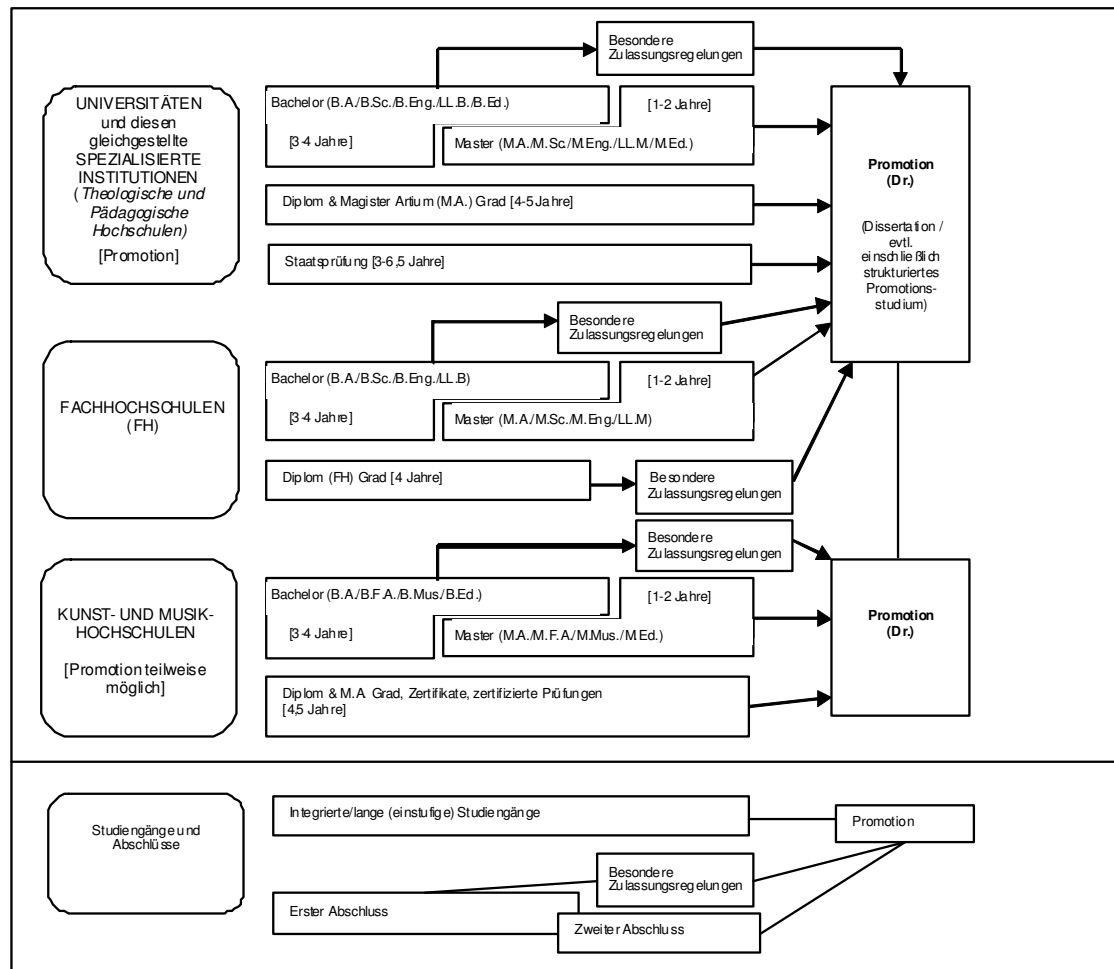 Besondere
Zulassungsregelungen
UNIVERSITÄTEN
und diesen
gleichgestellte
SPEZIALISIERTE
INSTITUTIONEN
(Theologische und
Pädagogische
Hochschulen)
[Promotion]
Bachelor (B.A./B.Sc./B.Eng./LL.B./B.Ed.)
[1-2 Jahre]
[3-4 Jahre]
Master (M.A./M.Sc./M.Eng./LL.M./M.Ed.)
Diplom & Magister Artium (M.A.) Grad [4-5 Jahre]
Staatsprüfung [3-6,5 Jahre]
Promotion
(Dr.)
(Dissertation /
evtl.
einschließlich
strukturiertes
Promotions-
studium)
Besondere
Zulassungsregelungen
FACHHOCHSCHULEN
(FH)
Bachelor (B.A./B.Sc./B.Eng./LL.B)
[1-2 Jahre]
[3-4 Jahre]
Master (M.A./M.Sc./M.Eng./LL.M)
Diplom (FH) Grad [4 Jahre]
Besondere
Zulassungsregelungen
Besondere
Zulassungsregelungen
KUNST- UND MUSIK-
HOCHSCHULEN
[Promotion teilweise
möglich]
Bachelor (B.A./B.F.A./B.Mus./B.Ed.)
[1-2 Jahre]
[3-4 Jahre]
Master (M.A./M.F.A./M.Mus./M.Ed.)
Diplom & M.A Grad, Zertifikate, zertifizierte Prüfungen
[4,5 Jahre]
Promotion
(Dr.)
Studiengänge und
Abschlüsse
Integrierte/lange (einstufige) Studiengänge
Promotion
Besondere
Zulassungsregelungen
Erster Abschluss
Zweiter Abschluss